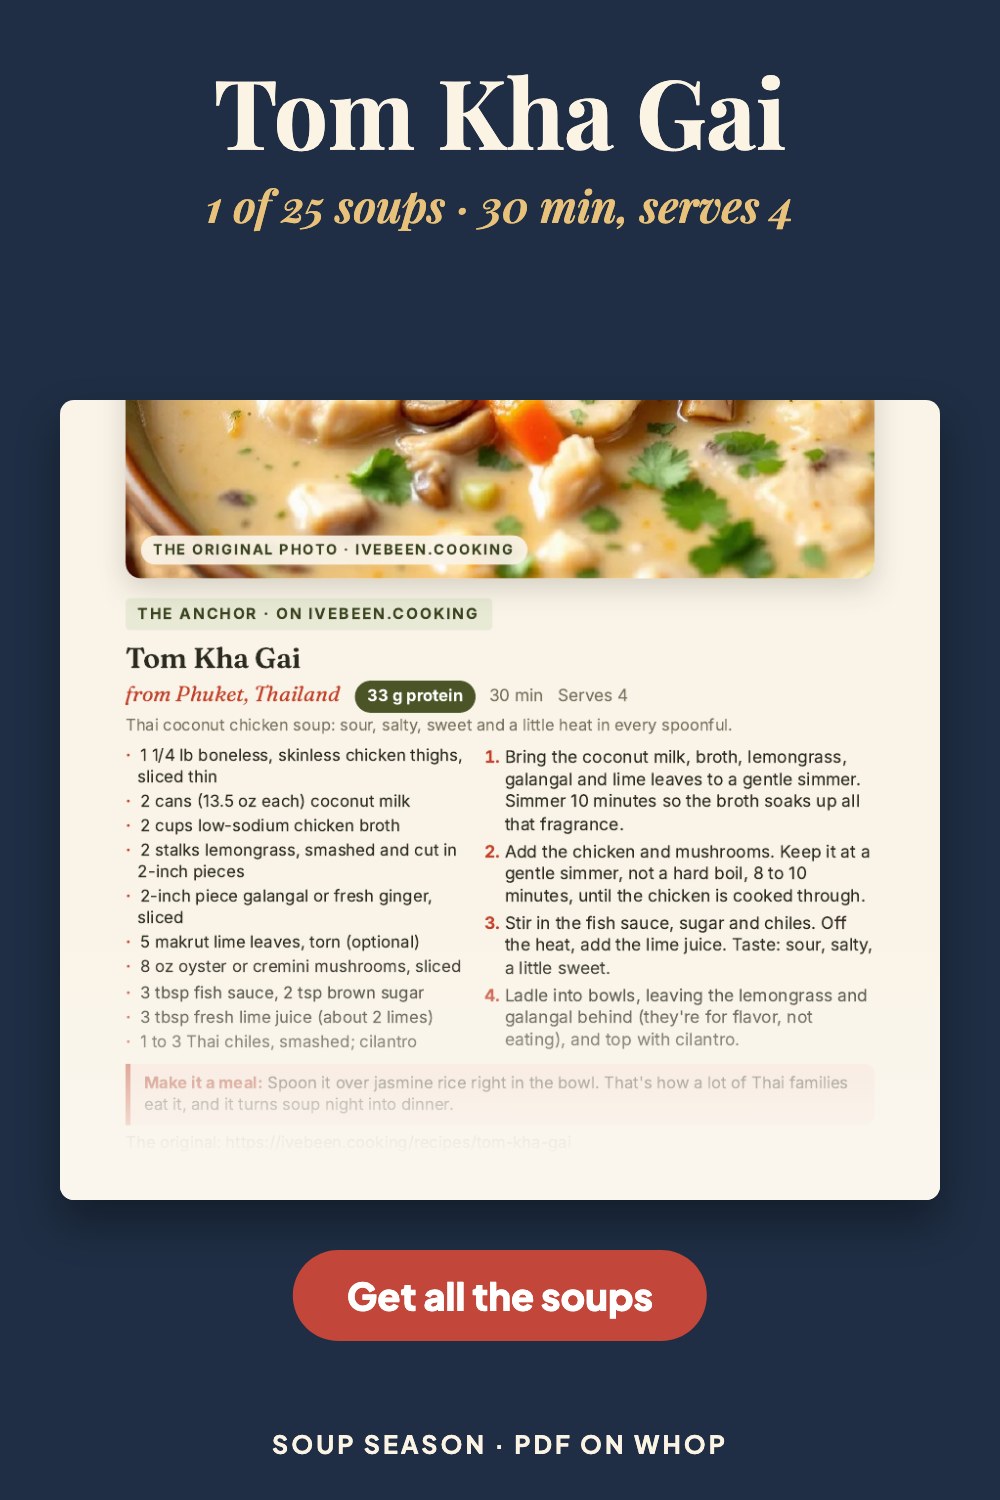 Tom Kha Gai
1 of 25 soups · 30 min, serves 4
THE ORIGINAL PHOTO · IVEBEEN.COOKING
THE ANCHOR · ON IVEBEEN.COOKING
Tom Kha Gai
from Phuket, Thailand 33 g protein 30 min Serves 4
Thai coconut chicken soup: sour, salty, sweet and a little heat in every spoonful.
· 1 1/4 lb boneless, skinless chicken thighs,
sliced thin
· 2 cans (13.5 oz each) coconut milk
· 2 cups low-sodium chicken broth
· 2 stalks lemongrass, smashed and cut in
2-inch pieces
· 2-inch piece galangal or fresh ginger,
sliced
· 5 makrut lime leaves, torn (optional)
· 8 oz oyster or cremini mushrooms, sliced
· 3 tbsp fish sauce, 2 tsp brown sugar
· 3 tbsp fresh lime juice (about 2 limes)
· 1 to 3 Thai chiles, smashed; cilantro
1. Bring the coconut milk, broth, lemongrass,
galangal and lime leaves to a gentle simmer.
Simmer 10 minutes so the broth soaks up all
that fragrance.
2. Add the chicken and mushrooms. Keep it at a
gentle simmer, not a hard boil, 8 to 10
minutes, until the chicken is cooked through.
3. Stir in the fish sauce, sugar and chiles. Off
the heat, add the lime juice. Taste: sour, salty,
a little sweet.
4. Ladle into bowls, leaving the lemongrass and
galangal behind (they're for flavor, not
eating), and top with cilantro.
Make it a meal: Spoon it over jasmine rice right in the bowl. That's how a lot of Thai families
eat it, and it turns soup night into dinner.
The original: https://ivebeen.cooking/recipes/tom-kha-gai
Get all the soups
SOUP SEASON · PDF ON WHOP